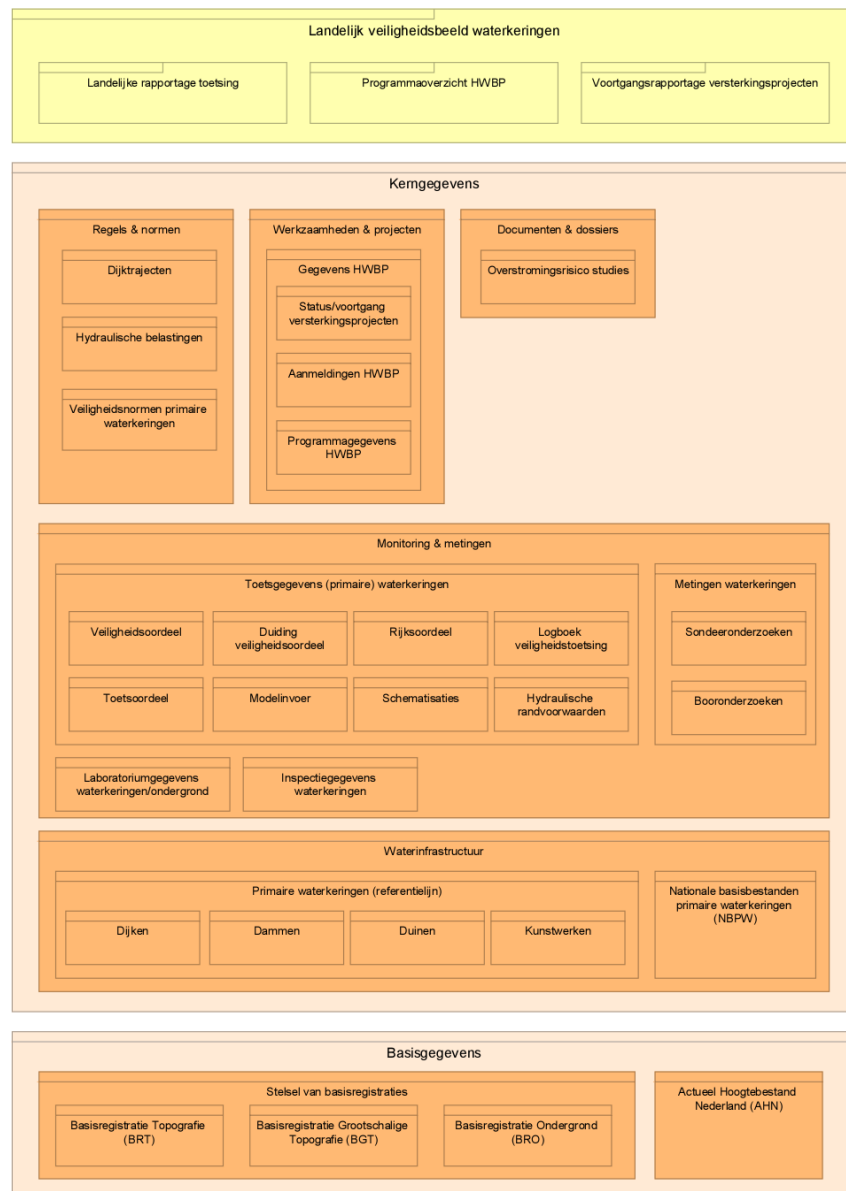 Landelijk veiligheidsbeeld waterkeringen
Landelijke rapportage toetsing
Programmaoverzicht HWBP
Voortgangsrapportage versterkingsprojecten
Kerngegevens
Regels & normen
Dijktrajecten
Hydraulische belastingen
Veiligheidsnormen primaire
waterkeringen
Werkzaamheden & projecten
Gegevens HWBP
Status/voortgang
versterkingsprojecten
Aanmeldingen HWBP
Programmagegevens
HWBP
Documenten & dossiers
Overstromingsrisico studies
Monitoring & metingen
Toetsgegevens (primaire) waterkeringen
Veiligheidsoordeel
Duiding
veiligheidsoordeel
Rijksoordeel
Logboek
veiligheidstoetsing
Toetsoordeel
Modelinvoer
Schematisaties
Hydraulische
randvoorwaarden
Metingen waterkeringen
Sondeeronderzoeken
Booronderzoeken
Laboratoriumgegevens
waterkeringen/ondergrond
Inspectiegegevens
waterkeringen
Waterinfrastructuur
Primaire waterkeringen (referentielijn)
Dijken
Dammen
Duinen
Kunstwerken
Nationale basisbestanden
primaire waterkeringen
(NBPW)
Basisgegevens
Stelsel van basisregistraties
Basisregistratie Topografie
(BRT)
Basisregistratie Grootschalige
Topografie (BGT)
Basisregistratie Ondergrond
(BRO)
Actueel Hoogtebestand
Nederland (AHN)